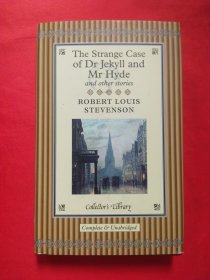 The Strange Case
of Dr Jekyll and
Mr Hyde
and other stories
ROBERT LOUIS
STEVENSON
Collector's Library
Complete & Unabridged